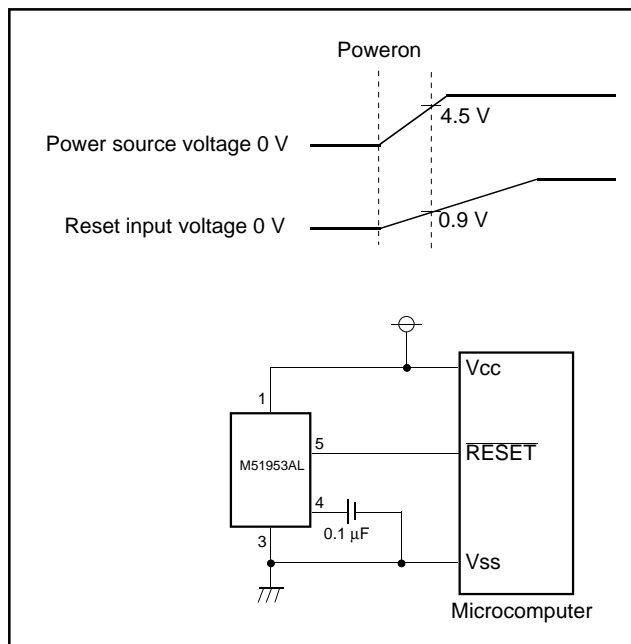 Poweron
4.5 V
Power source voltage 0 V
0.9 V
Reset input voltage 0 V
Vcc
1
5
RESET
M51953AL
4
0.1 µF
3
Vss
Microcomputer